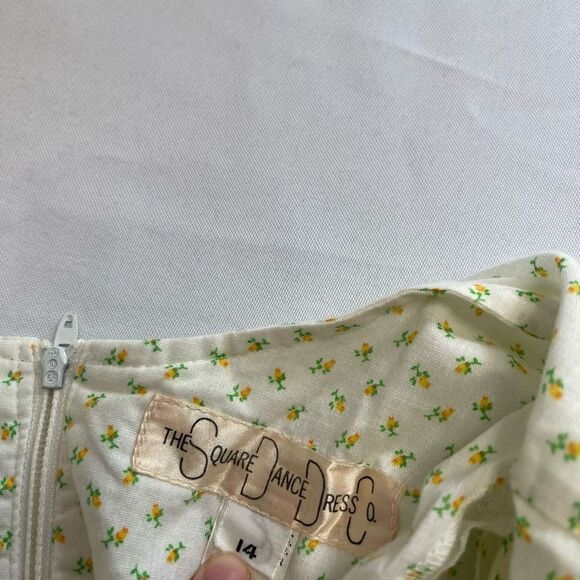 THE SQUARE DANCE DRESS CO.
14